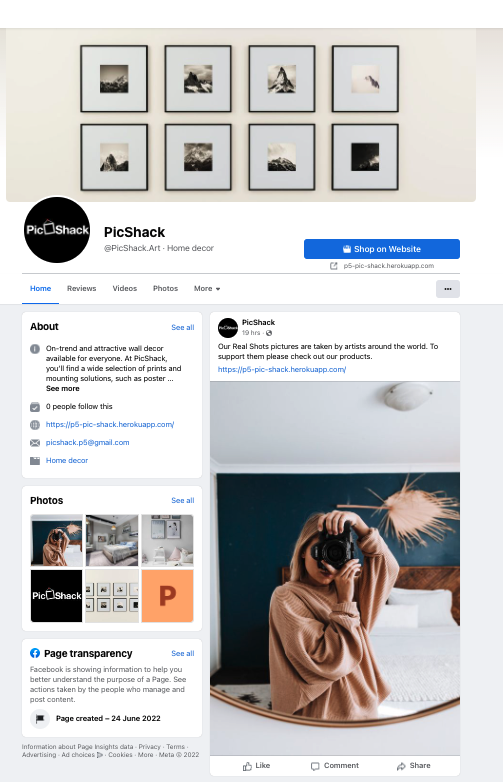 PicShack
PicShack
@PicShack.Art · Home decor
Shop on Website
p5-pic-shack.herokuapp.com
Home
Reviews
Videos
Photos
More
About
See all
On-trend and attractive wall decor
available for everyone. At PicShack,
you'll find a wide selection of prints and
mounting solutions, such as poster ...
See more
0 people follow this
https://p5-pic-shack.herokuapp.com/
picshack.p5@gmail.com
Home decor
Photos
See all
PicShack
P
Page transparency
See all
Facebook is showing information to help you
better understand the purpose of a Page. See
actions taken by the people who manage and
post content.
Page created – 24 June 2022
Information about Page Insights data · Privacy · Terms ·
Advertising · Ad choices · Cookies · More · Meta © 2022
PicShack
PicShack
19 hrs ·
Our Real Shots pictures are taken by artists around the world. To
support them please check out our products.
https://p5-pic-shack.herokuapp.com/
Like
Comment
Share